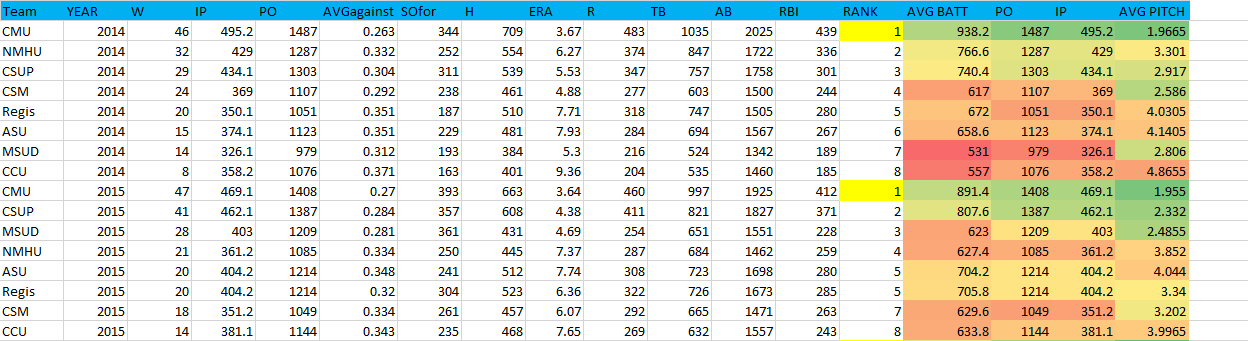 Team YEAR W IP PO AVGagainst SOfor H ERA R TB AB RBI RANK AVG BATT PO IP AVG PITCH
CMU 2014 46 495.2 1487 0.263 344 709 3.67 483 1035 2025 439 1 938.2 1487 495.2 1.9665
NMHU 2014 32 429 1287 0.332 252 554 6.27 374 847 1722 336 2 766.6 1287 429 3.301
CSUP 2014 29 434.1 1303 0.304 311 539 5.53 347 757 1758 301 3 740.4 1303 434.1 2.917
CSM 2014 24 369 1107 0.292 238 461 4.88 277 603 1500 244 4 617 1107 369 2.586
Regis 2014 20 350.1 1051 0.351 187 510 7.71 318 747 1505 280 5 672 1051 350.1 4.0305
ASU 2014 15 374.1 1123 0.351 229 481 7.93 284 694 1567 267 6 658.6 1123 374.1 4.1405
MSUD 2014 14 326.1 979 0.312 193 384 5.3 216 524 1342 189 7 531 979 326.1 2.806
CCU 2014 8 358.2 1076 0.371 163 401 9.36 204 535 1460 185 8 557 1076 358.2 4.8655
CMU 2015 47 469.1 1408 0.27 393 663 3.64 460 997 1925 412 1 891.4 1408 469.1 1.955
CSUP 2015 41 462.1 1387 0.284 357 608 4.38 411 821 1827 371 2 807.6 1387 462.1 2.332
MSUD 2015 28 403 1209 0.281 361 431 4.69 254 651 1551 228 3 623 1209 403 2.4855
NMHU 2015 21 361.2 1085 0.334 250 445 7.37 287 684 1462 259 4 627.4 1085 361.2 3.852
ASU 2015 20 404.2 1214 0.348 241 512 7.74 308 723 1698 280 5 704.2 1214 404.2 4.044
Regis 2015 20 404.2 1214 0.32 304 523 6.36 322 726 1673 285 5 705.8 1214 404.2 3.34
CSM 2015 18 351.2 1049 0.334 261 457 6.07 292 665 1471 263 7 629.6 1049 351.2 3.202
CCU 2015 14 381.1 1144 0.343 235 468 7.65 269 632 1557 243 8 633.8 1144 381.1 3.9965